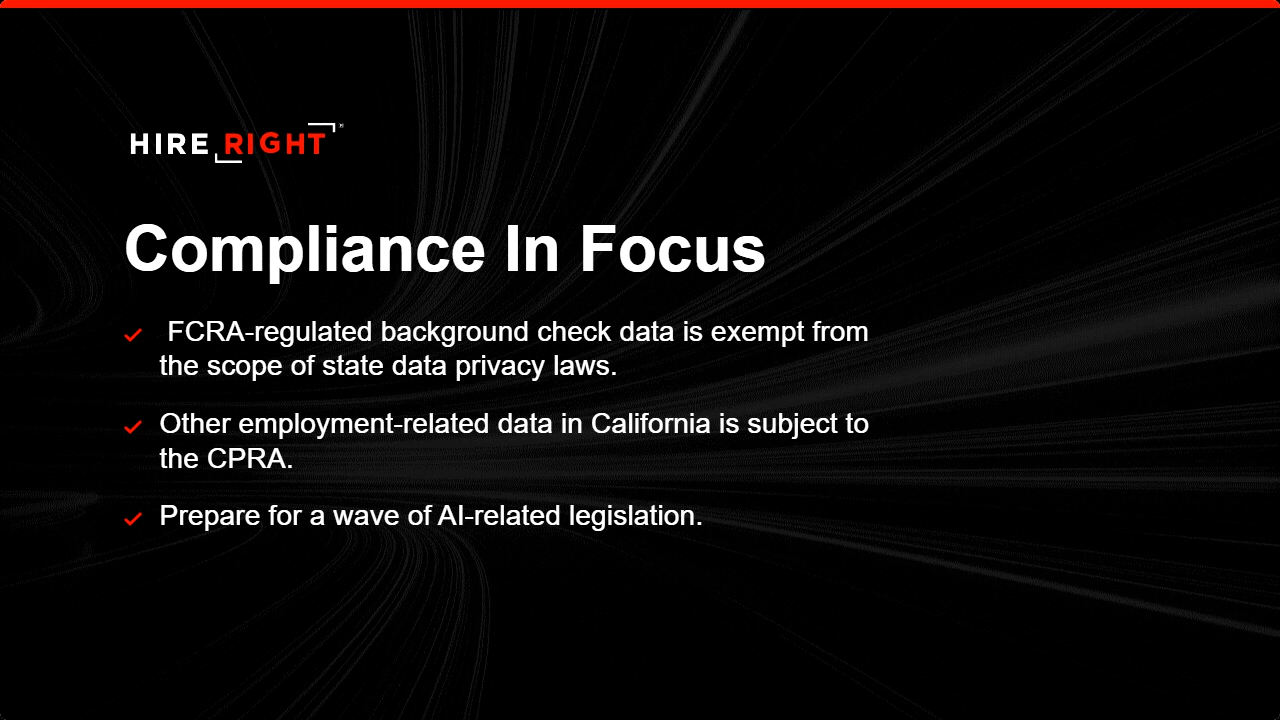 HIRE RIGHT
Compliance In Focus
FCRA-regulated background check data is exempt from
the scope of state data privacy laws.
Other employment-related data in California is subject to
the CPRA.
Prepare for a wave of AI-related legislation.